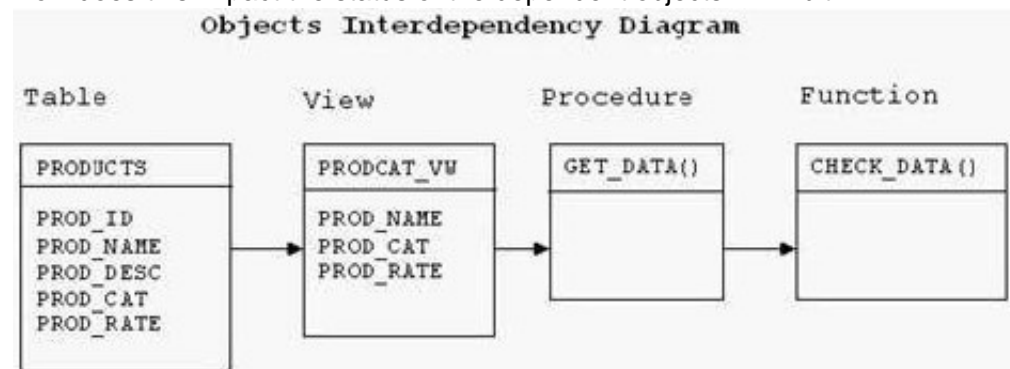 Objects Interdependency Diagram
Table
View
Procedure
Function
PRODUCTS
PROD_ID
PROD_NAME
PROD_DESC
PROD_CAT
PROD_RATE
PRODCAT_VW
PROD_NAME
PROD_CAT
PROD_RATE
GET_DATA()
CHECK_DATA()